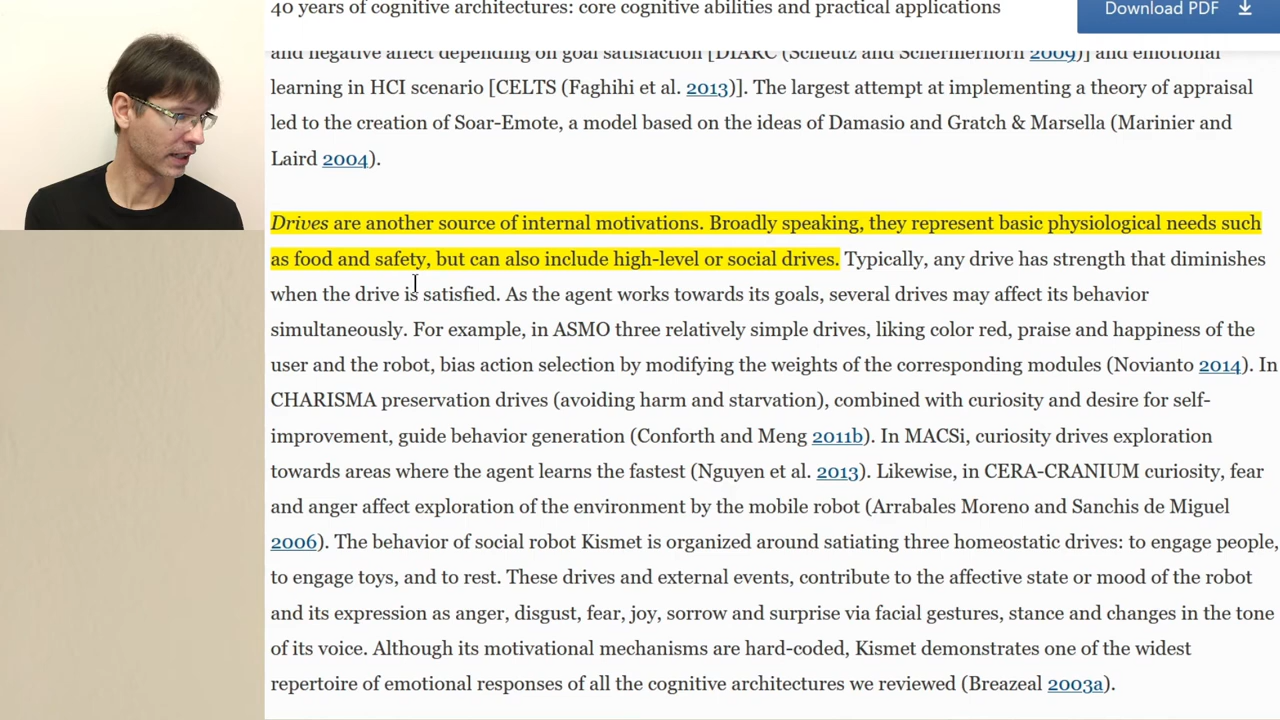 40 years of cognitive architectures: core cognitive abilities and practical applications
Download PDF
and negative affect depending on goal satisfaction [DIARC (Scheutz and Schermerhorn 2009)] and emotional
learning in HCI scenario [CELTS (Faghihi et al. 2013)]. The largest attempt at implementing a theory of appraisal
led to the creation of Soar-Emote, a model based on the ideas of Damasio and Gratch & Marsella (Marinier and
Laird 2004).
Drives are another source of internal motivations. Broadly speaking, they represent basic physiological needs such
as food and safety, but can also include high-level or social drives. Typically, any drive has strength that diminishes
when the drive is satisfied. As the agent works towards its goals, several drives may affect its behavior
simultaneously. For example, in ASMO three relatively simple drives, liking color red, praise and happiness of the
user and the robot, bias action selection by modifying the weights of the corresponding modules (Novianto 2014). In
CHARISMA preservation drives (avoiding harm and starvation), combined with curiosity and desire for self-
improvement, guide behavior generation (Conforth and Meng 2011b). In MACSi, curiosity drives exploration
towards areas where the agent learns the fastest (Nguyen et al. 2013). Likewise, in CERA-CRANIUM curiosity, fear
and anger affect exploration of the environment by the mobile robot (Arrabales Moreno and Sanchis de Miguel
2006). The behavior of social robot Kismet is organized around satiating three homeostatic drives: to engage people,
to engage toys, and to rest. These drives and external events, contribute to the affective state or mood of the robot
and its expression as anger, disgust, fear, joy, sorrow and surprise via facial gestures, stance and changes in the tone
of its voice. Although its motivational mechanisms are hard-coded, Kismet demonstrates one of the widest
repertoire of emotional responses of all the cognitive architectures we reviewed (Breazeal 2003a).